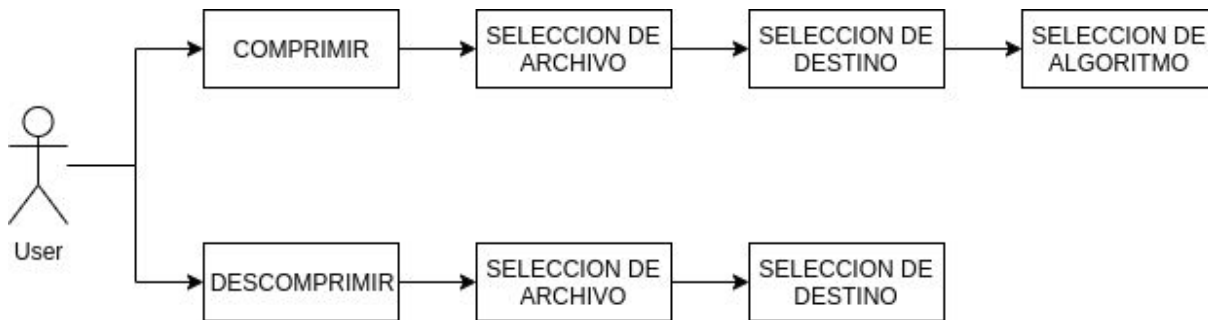 COMPRIMIR
SELECCION DE
ARCHIVO
SELECCION DE
DESTINO
SELECCION DE
ALGORITMO
User
DESCOMPRIMIR
SELECCION DE
ARCHIVO
SELECCION DE
DESTINO